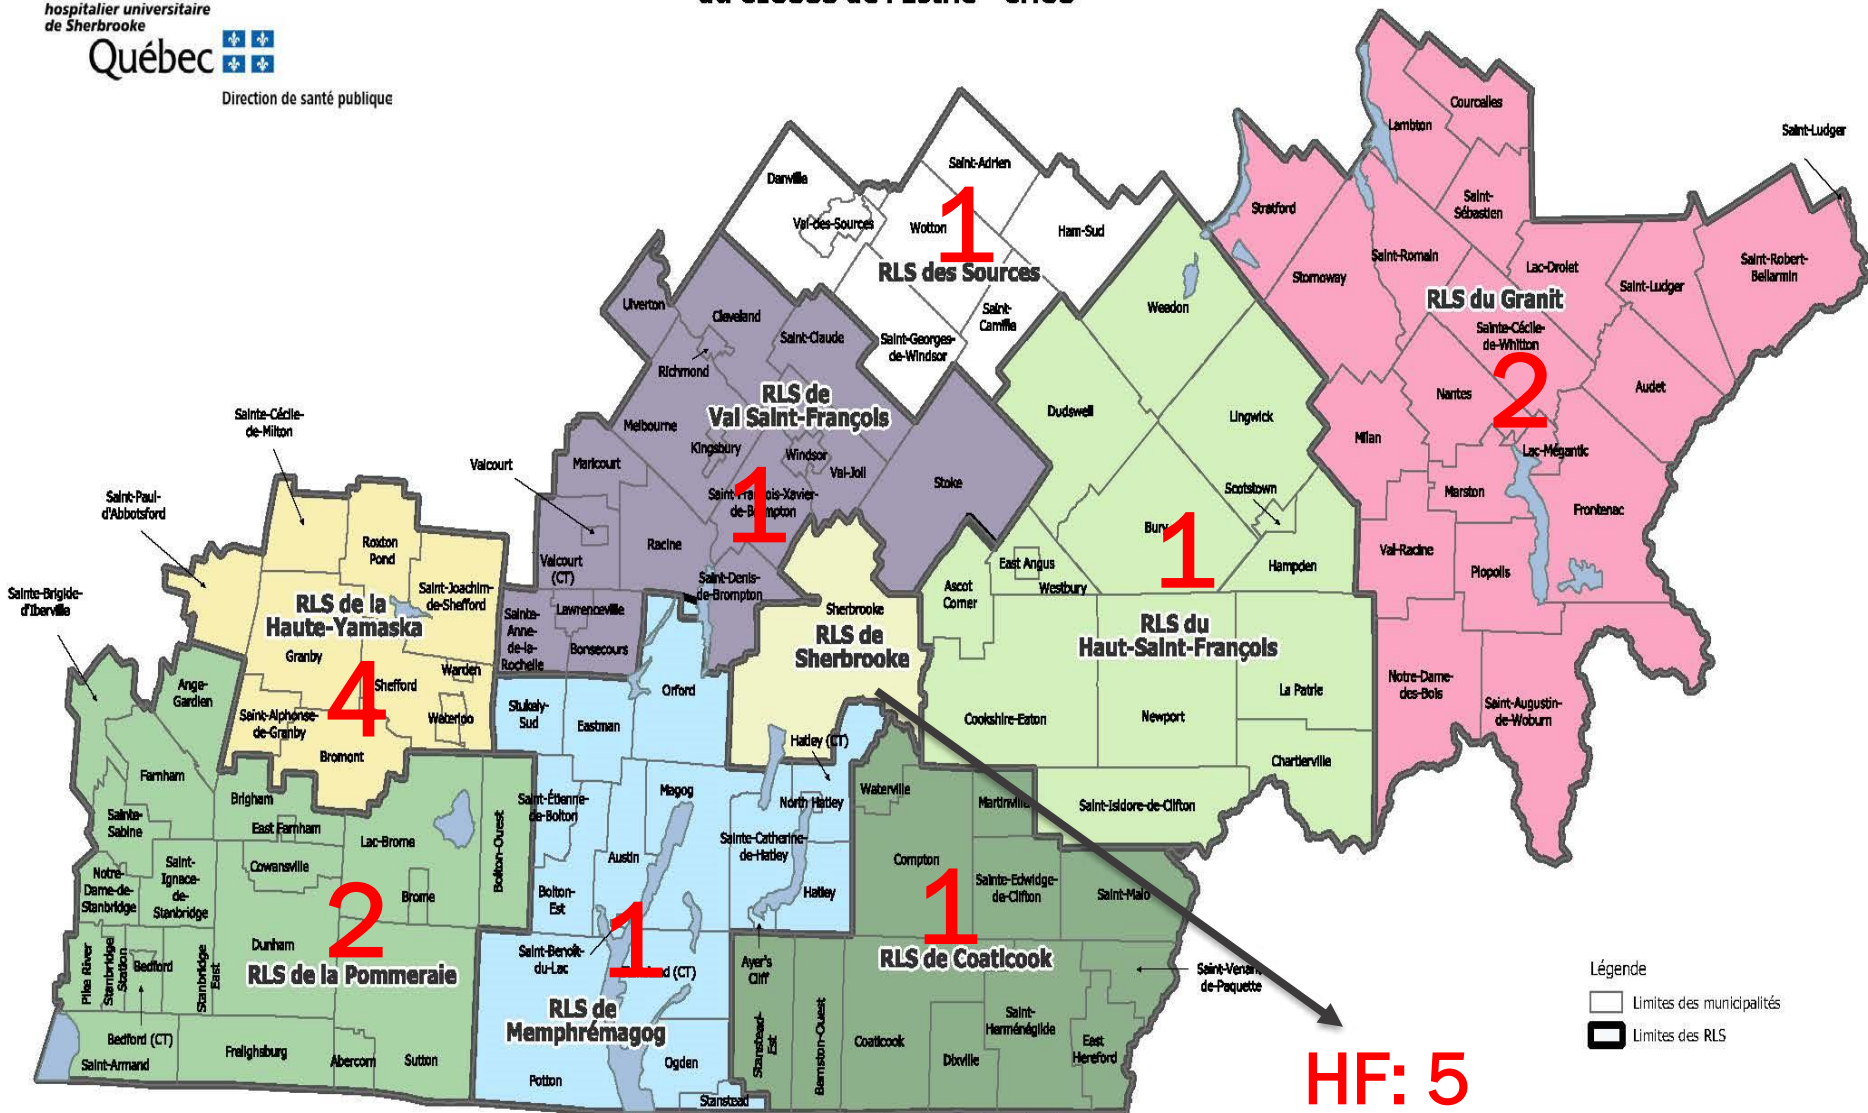 hospitalier universitaire
de Sherbrooke
Québec
Direction de santé publique
Courcelles
Lambton
Saint-Ludger
Saint-Adrien
Danville
Saint-
Sébastien
Stratford
Val-des-Sources
Wotton
1
Ham-Sud
RLS des Sources
Saint-Romain
Lac-Drolet
Saint-Robert-
Bellarmin
Stornoway
Saint-Ludger
RLS du Granit
Ulverton
Cleveland
Weedon
Saint-
Camille
Saint-Claude
Saint-Georges-
de-Windsor
Sainte-Cécile-
de-Whitton
2
Richmond
RLS de
Val Saint-François
Nantes
Audet
Dudswell
Lingwick
Sainte-Cécile-
de-Milton
Melbourne
Milan
Kingsbury
Windsor
Val-Joli
Lac-Mégantic
Valcourt
Maricourt
Stoke
Scotstown
Marston
Saint-Paul-
d'Abbotsford
1
Frontenac
Bury
1
Roxton
Pond
Racine
Val-Racine
Valcourt
(CT)
East Angus
Westbury
Hampden
Piopolis
Ascot
Corner
Saint-Denis-
de-Brompton
Saint-Joachim-
de-Shefford
Sainte-Brigide-
d'Iberville
RLS de la
Haute-Yamaska
Sainte-
Anne-
de-la-
Rochelle
Lawrenceville
Bonsecours
Sherbrooke
RLS de
Sherbrooke
RLS du
Haut-Saint-François
Granby
4
Shefford
Warden
Waterloo
Ange-
Gardien
Orford
Notre-Dame-
des-Bois
La Patrie
Saint-Augustin-
de-Woburn
Saint-Alphonse-
de-Granby
Stukely-
Sud
Eastman
Cookshire-Eaton
Newport
Hatley (CT)
Bromont
Chartierville
Farnham
Brigham
Magog
Waterville
Martinville
Saint-Isidore-de-Clifton
Saint-Étienne-
de-Bolton
North Hatley
Sainte-
Sabine
East Farnham
Lac-Brome
Bolton-Ouest
Sainte-Catherine-
de-Hatley
Austin
Compton
Cowansville
Saint-
Ignace-
de-
Stanbridge
Notre-
Dame-de-
Stanbridge
Brome
Bolton-
Est
Hatley
Sainte-Edwidge-
de-Clifton
Saint-Malo
2
1
1
Dunham
RLS de la Pommeraie
Saint-Benoît-
du-Lac
(CT)
RLS de Coaticook
Pike River
Stanbridge
Station
Bedford
Stanbridge
East
Ayer's
Cliff
Saint-Venant-
de-Paquette
Légende
Limites des municipalités
Limites des RLS
RLS de
Memphrémagog
Stanstead-
Est
Barnston-Ouest
Coaticook
Saint-
Herménégilde
Dixville
East
Hereford
Bedford (CT)
Saint-Armand
Frelighsburg
Abercorn
Sutton
Potton
Ogden
Stanstead
HF: 5